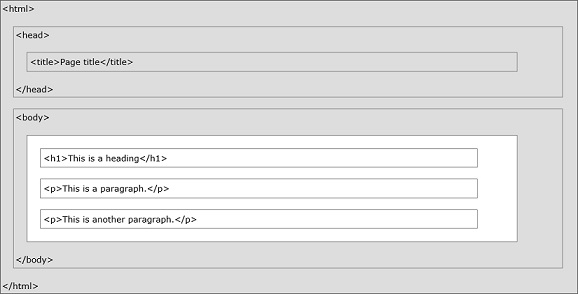 <html>
<head>
<title>Page title</title>
</head>
<body>
<h1>This is a heading</h1>
<p>This is a paragraph.</p>
<p>This is another paragraph.</p>
</body>
</html>